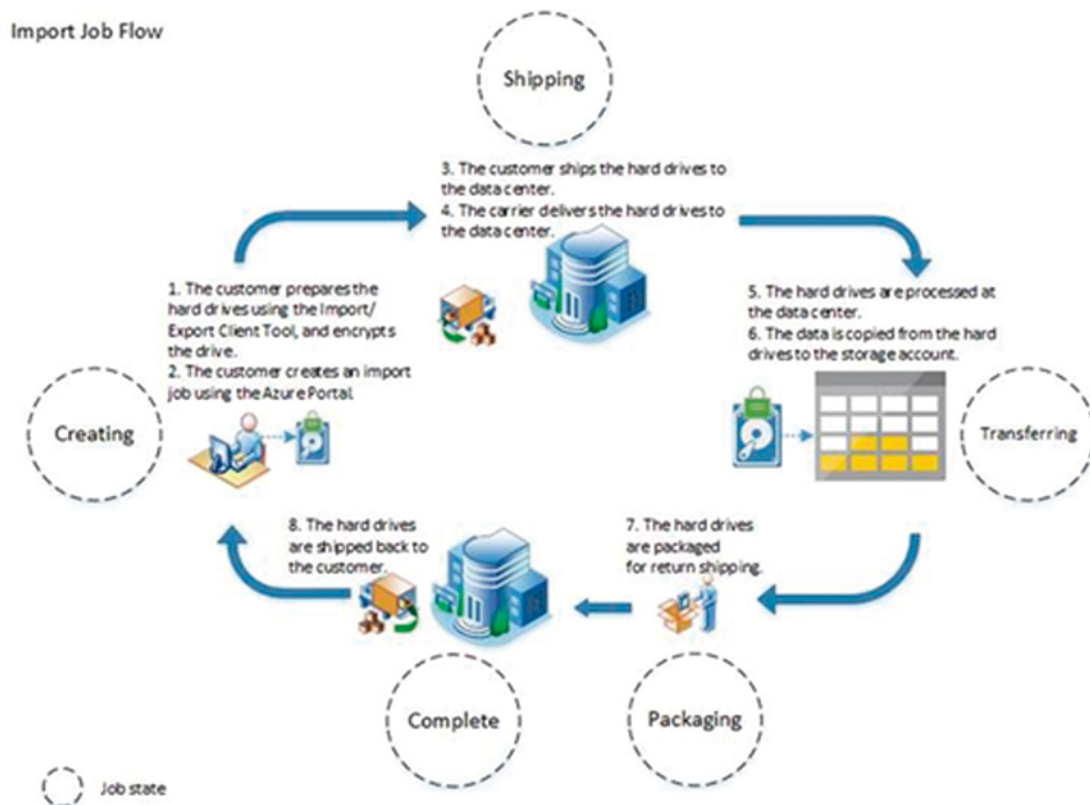 Import Job Flow
Shipping
3. The customer ships the hard drives to
the data center.
4. The carrier delivers the hard drives to
the data center.
1. The customer prepares the
hard drives using the Import/
Export Client Tool, and encrypts
the drive.
2. The customer creates an import
job using the Azure Portal.
Creating
5. The hard drives are processed at
the data center.
6. The data is copied from the hard
drives to the storage account.
Transferring
8. The hard drives
are shipped back to
the customer.
7. The hard drives
are packaged
for return shipping.
Complete
Packaging
Job state